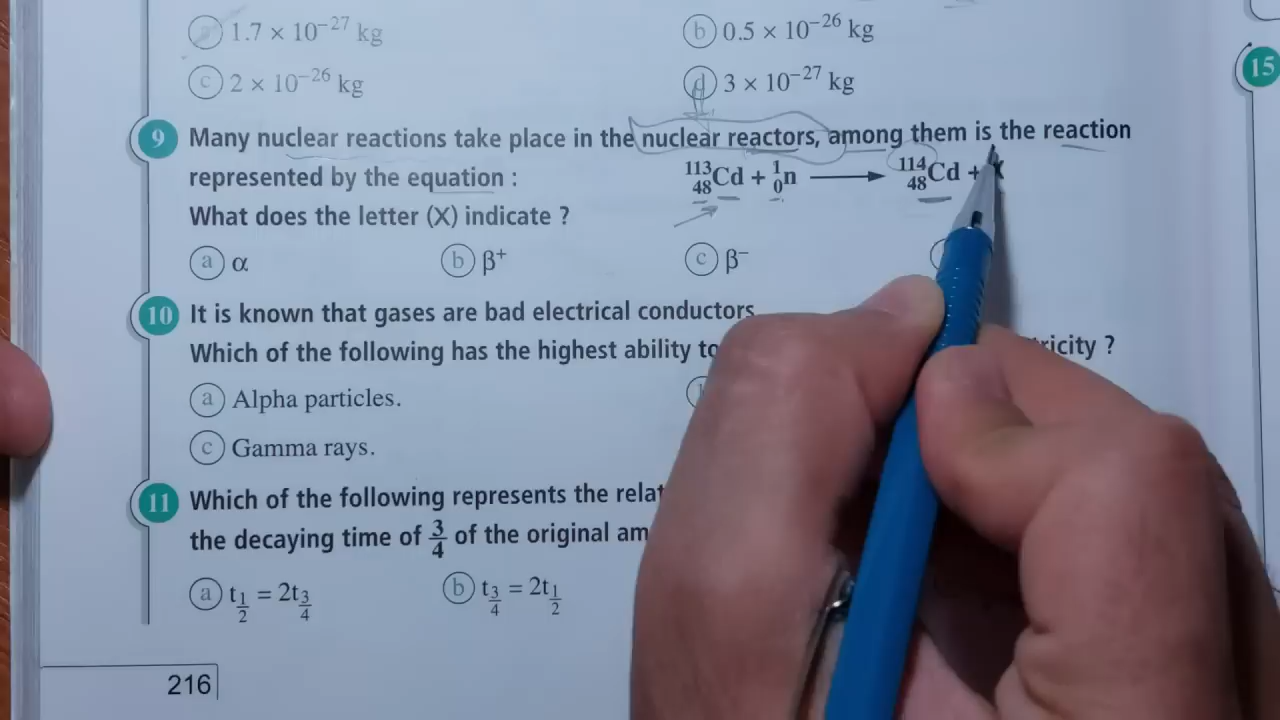 a 1.7 × 10⁻²⁷ kg b 0.5 × 10⁻²⁶ kg
c 2 × 10⁻²⁶ kg d 3 × 10⁻²⁷ kg
15
9 Many nuclear reactions take place in the nuclear reactors, among them is the reaction
represented by the equation : ¹¹³₄₈Cd + ¹₀n ⟶ ¹¹⁴₄₈Cd +
What does the letter (X) indicate ?
a α b β⁺ c β⁻
10 It is known that gases are bad electrical conductors
Which of the following has the highest ability to
a Alpha particles.
c Gamma rays.
11 Which of the following represents the
the decaying time of 3/4 of the original
a t1/2 = 2t3/4 b t3/4 = 2t1/2
216